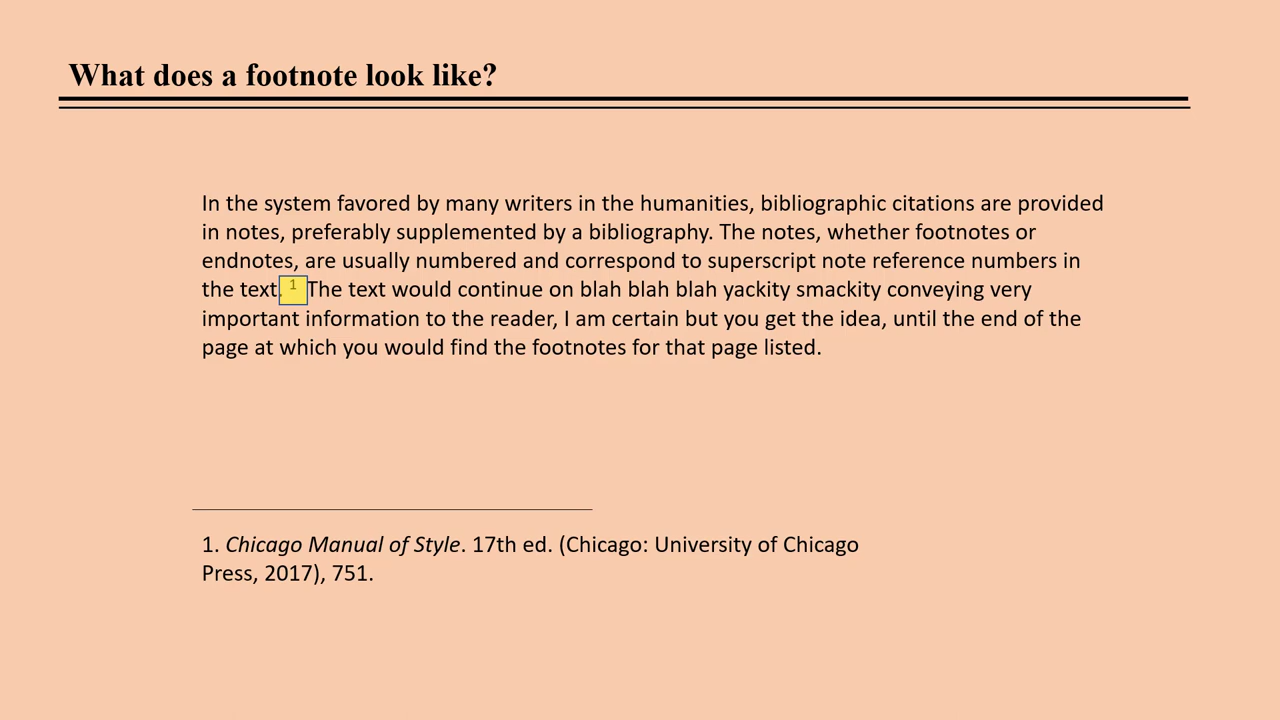 What does a footnote look like?
In the system favored by many writers in the humanities, bibliographic citations are provided
in notes, preferably supplemented by a bibliography. The notes, whether footnotes or
endnotes, are usually numbered and correspond to superscript note reference numbers in
the text. 1 The text would continue on blah blah blah yackity smackity conveying very
important information to the reader, I am certain but you get the idea, until the end of the
page at which you would find the footnotes for that page listed.
1. Chicago Manual of Style. 17th ed. (Chicago: University of Chicago
Press, 2017), 751.